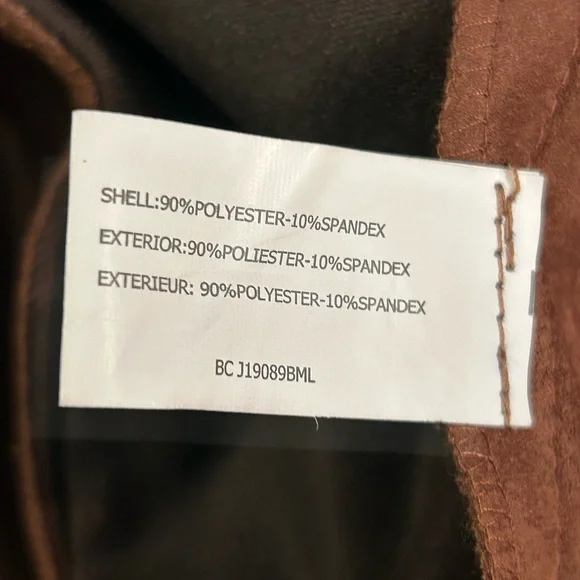 SHELL:90%POLYESTER-10%SPANDEX
EXTERIOR:90%POLIESTER-10%SPANDEX
EXTERIEUR: 90%POLYESTER-10%SPANDEX
BC J19089BML